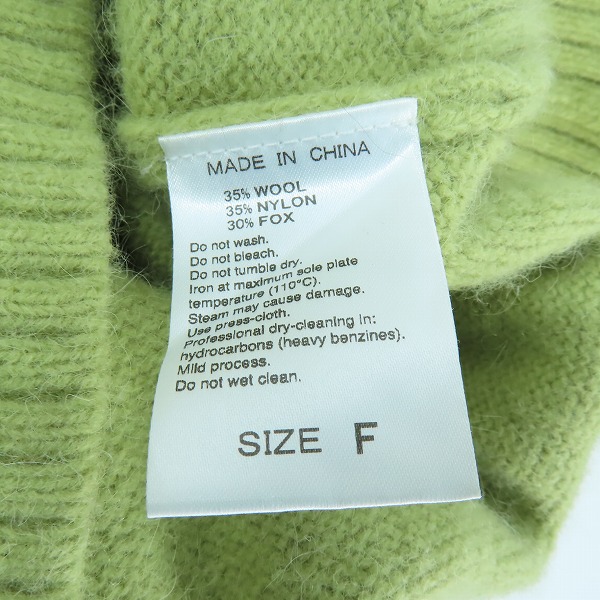 MADE IN CHINA
35% WOOL
35% NYLON
30% FOX
Do not wash.
Do not bleach.
Do not tumble dry.
Iron at maximum sole plate
temperature (110°C).
Steam may cause damage.
Use press-cloth.
Professional dry-cleaning in:
hydrocarbons (heavy benzines).
Mild process.
Do not wet clean.
SIZE F